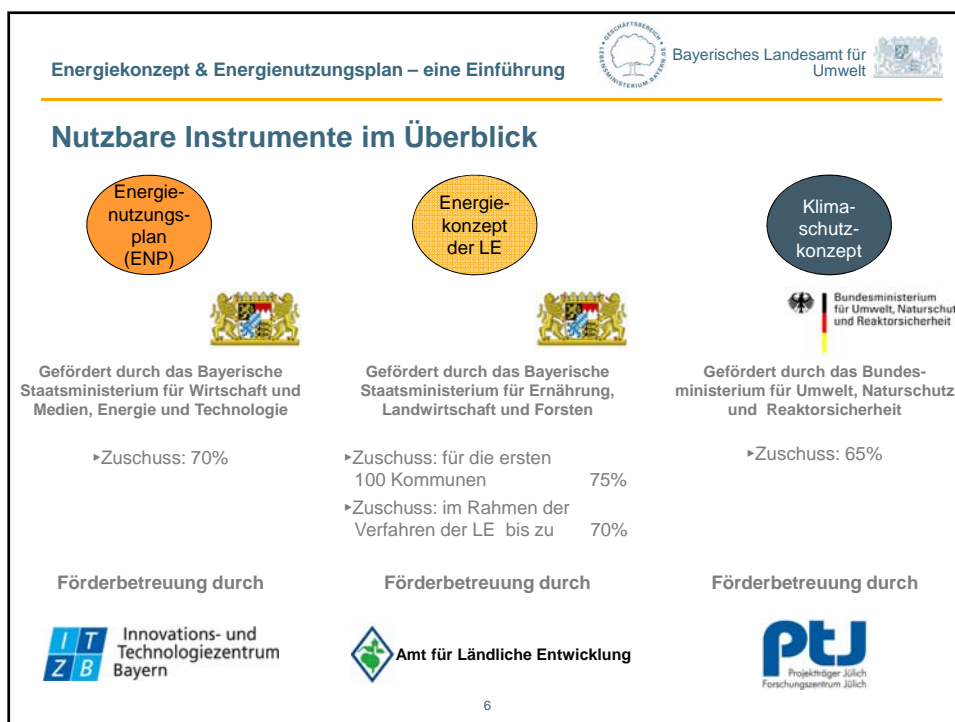 Energiekonzept & Energienutzungsplan – eine Einführung
GESCHÄFTSBEREICH
LEBENSMINISTERIUM BAYERN.DE
Bayerisches Landesamt für
Umwelt
Nutzbare Instrumente im Überblick
Energie-
nutzungs-
plan
(ENP)
Energie-
konzept
der LE
Klima-
schutz-
konzept
Bundesministerium
für Umwelt, Naturschut
und Reaktorsicherheit
Gefördert durch das Bayerische
Staatsministerium für Wirtschaft und
Medien, Energie und Technologie
Gefördert durch das Bayerische
Staatsministerium für Ernährung,
Landwirtschaft und Forsten
Gefördert durch das Bundes-
ministerium für Umwelt, Naturschutz
und Reaktorsicherheit
▸Zuschuss: 70%
▸Zuschuss: für die ersten
100 Kommunen 75%
▸Zuschuss: im Rahmen der
Verfahren der LE bis zu 70%
▸Zuschuss: 65%
Förderbetreuung durch
Förderbetreuung durch
Förderbetreuung durch
I T
Z B
Innovations- und
Technologiezentrum
Bayern
Amt für Ländliche Entwicklung
PtJ
Projektträger Jülich
Forschungszentrum Jülich
6